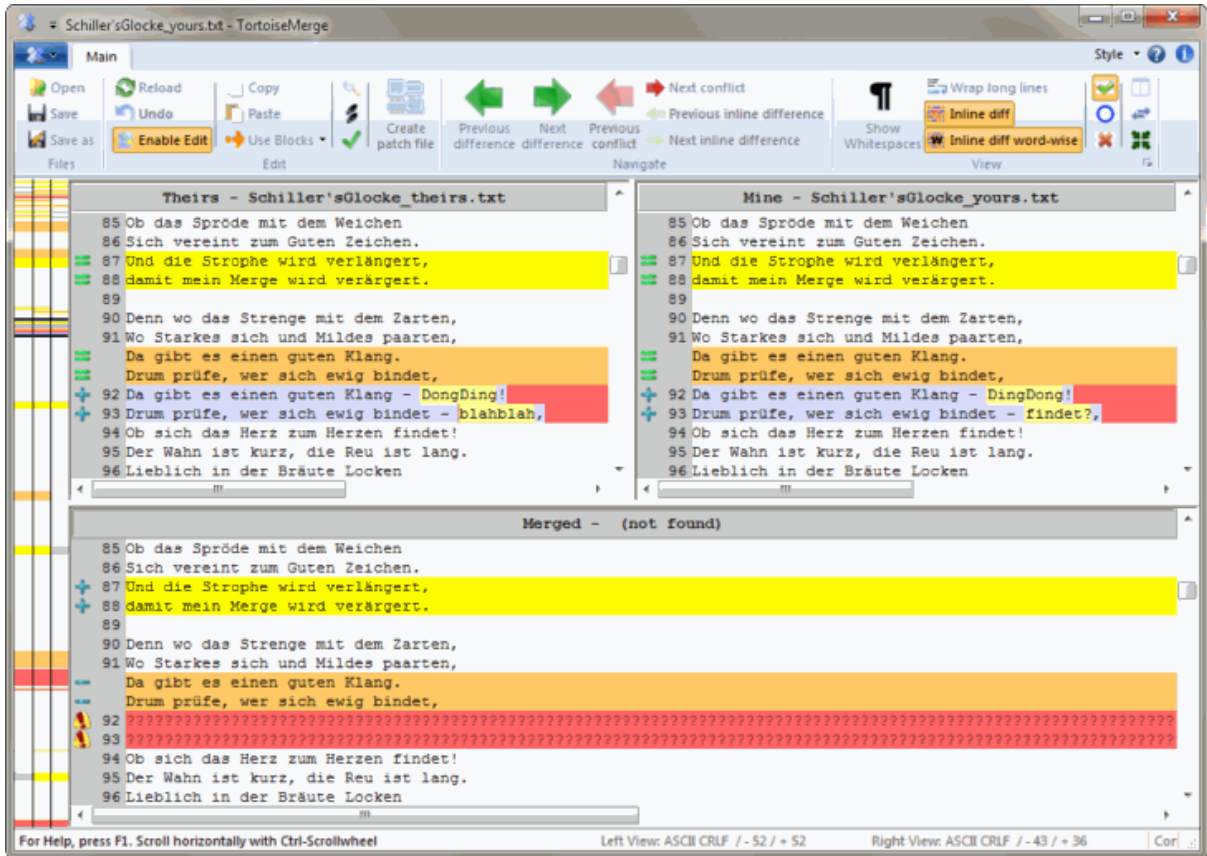 Schiller'sGlocke_yours.txt - TortoiseMerge
Main
Style
Open
Save
Save as
Files
Reload
Undo
Enable Edit
Copy
Paste
Use Blocks
Edit
Create
patch file
Previous
difference
Next
difference
Previous
conflict
Next conflict
Previous inline difference
Next inline difference
Navigate
Show
Whitespaces
Wrap long lines
Inline diff
Inline diff word-wise
View
Theirs - Schiller'sGlocke_theirs.txt
85 Ob das Spröde mit dem Weichen
86 Sich vereint zum Guten Zeichen.
87 Und die Strophe wird verlängert,
88 damit mein Merge wird verärgert.
89
90 Denn wo das Strenge mit dem Zarten,
91 Wo Starkes sich und Mildes paarten,
Da gibt es einen guten Klang.
Drum prüfe, wer sich ewig bindet,
92 Da gibt es einen guten Klang - DongDing!
93 Drum prüfe, wer sich ewig bindet - blahblah,
94 Ob sich das Herz zum Herzen findet!
95 Der Wahn ist kurz, die Reu ist lang.
96 Lieblich in der Bräute Locken
Mine - Schiller'sGlocke_yours.txt
85 Ob das Spröde mit dem Weichen
86 Sich vereint zum Guten Zeichen.
87 Und die Strophe wird verlängert,
88 damit mein Merge wird verärgert.
89
90 Denn wo das Strenge mit dem Zarten,
91 Wo Starkes sich und Mildes paarten,
Da gibt es einen guten Klang.
Drum prüfe, wer sich ewig bindet,
92 Da gibt es einen guten Klang - DingDong!
93 Drum prüfe, wer sich ewig bindet - findet?,
94 Ob sich das Herz zum Herzen findet!
95 Der Wahn ist kurz, die Reu ist lang.
96 Lieblich in der Bräute Locken
Merged - (not found)
85 Ob das Spröde mit dem Weichen
86 Sich vereint zum Guten Zeichen.
87 Und die Strophe wird verlängert,
88 damit mein Merge wird verärgert.
89
90 Denn wo das Strenge mit dem Zarten,
91 Wo Starkes sich und Mildes paarten,
Da gibt es einen guten Klang.
Drum prüfe, wer sich ewig bindet,
92 ??????????????????????????????????????????????????????????????????????????????????????????????????????????????
93 ??????????????????????????????????????????????????????????????????????????????????????????????????????????????
94 Ob sich das Herz zum Herzen findet!
95 Der Wahn ist kurz, die Reu ist lang.
96 Lieblich in der Bräute Locken
For Help, press F1. Scroll horizontally with Ctrl-Scrollwheel
Left View: ASCII CRLF / - 52 / + 52
Right View: ASCII CRLF / - 43 / + 36